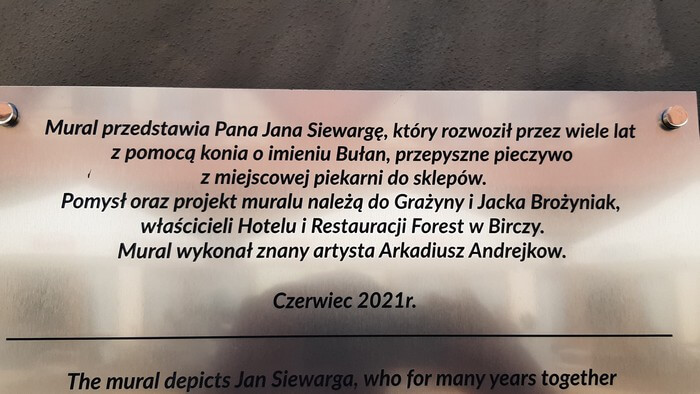 Mural przedstawia Pana Jana Siewargę, który rozwoził przez wiele lat
z pomocą konia o imieniu Bułan, przepyszne pieczywo
z miejscowej piekarni do sklepów.
Pomysł oraz projekt muralu należą do Grażyny i Jacka Brożyniak,
właścicieli Hotelu i Restauracji Forest w Birczy.
Mural wykonał znany artysta Arkadiusz Andrejkow.
Czerwiec 2021r.
The mural depicts Jan Siewarga, who for many years together